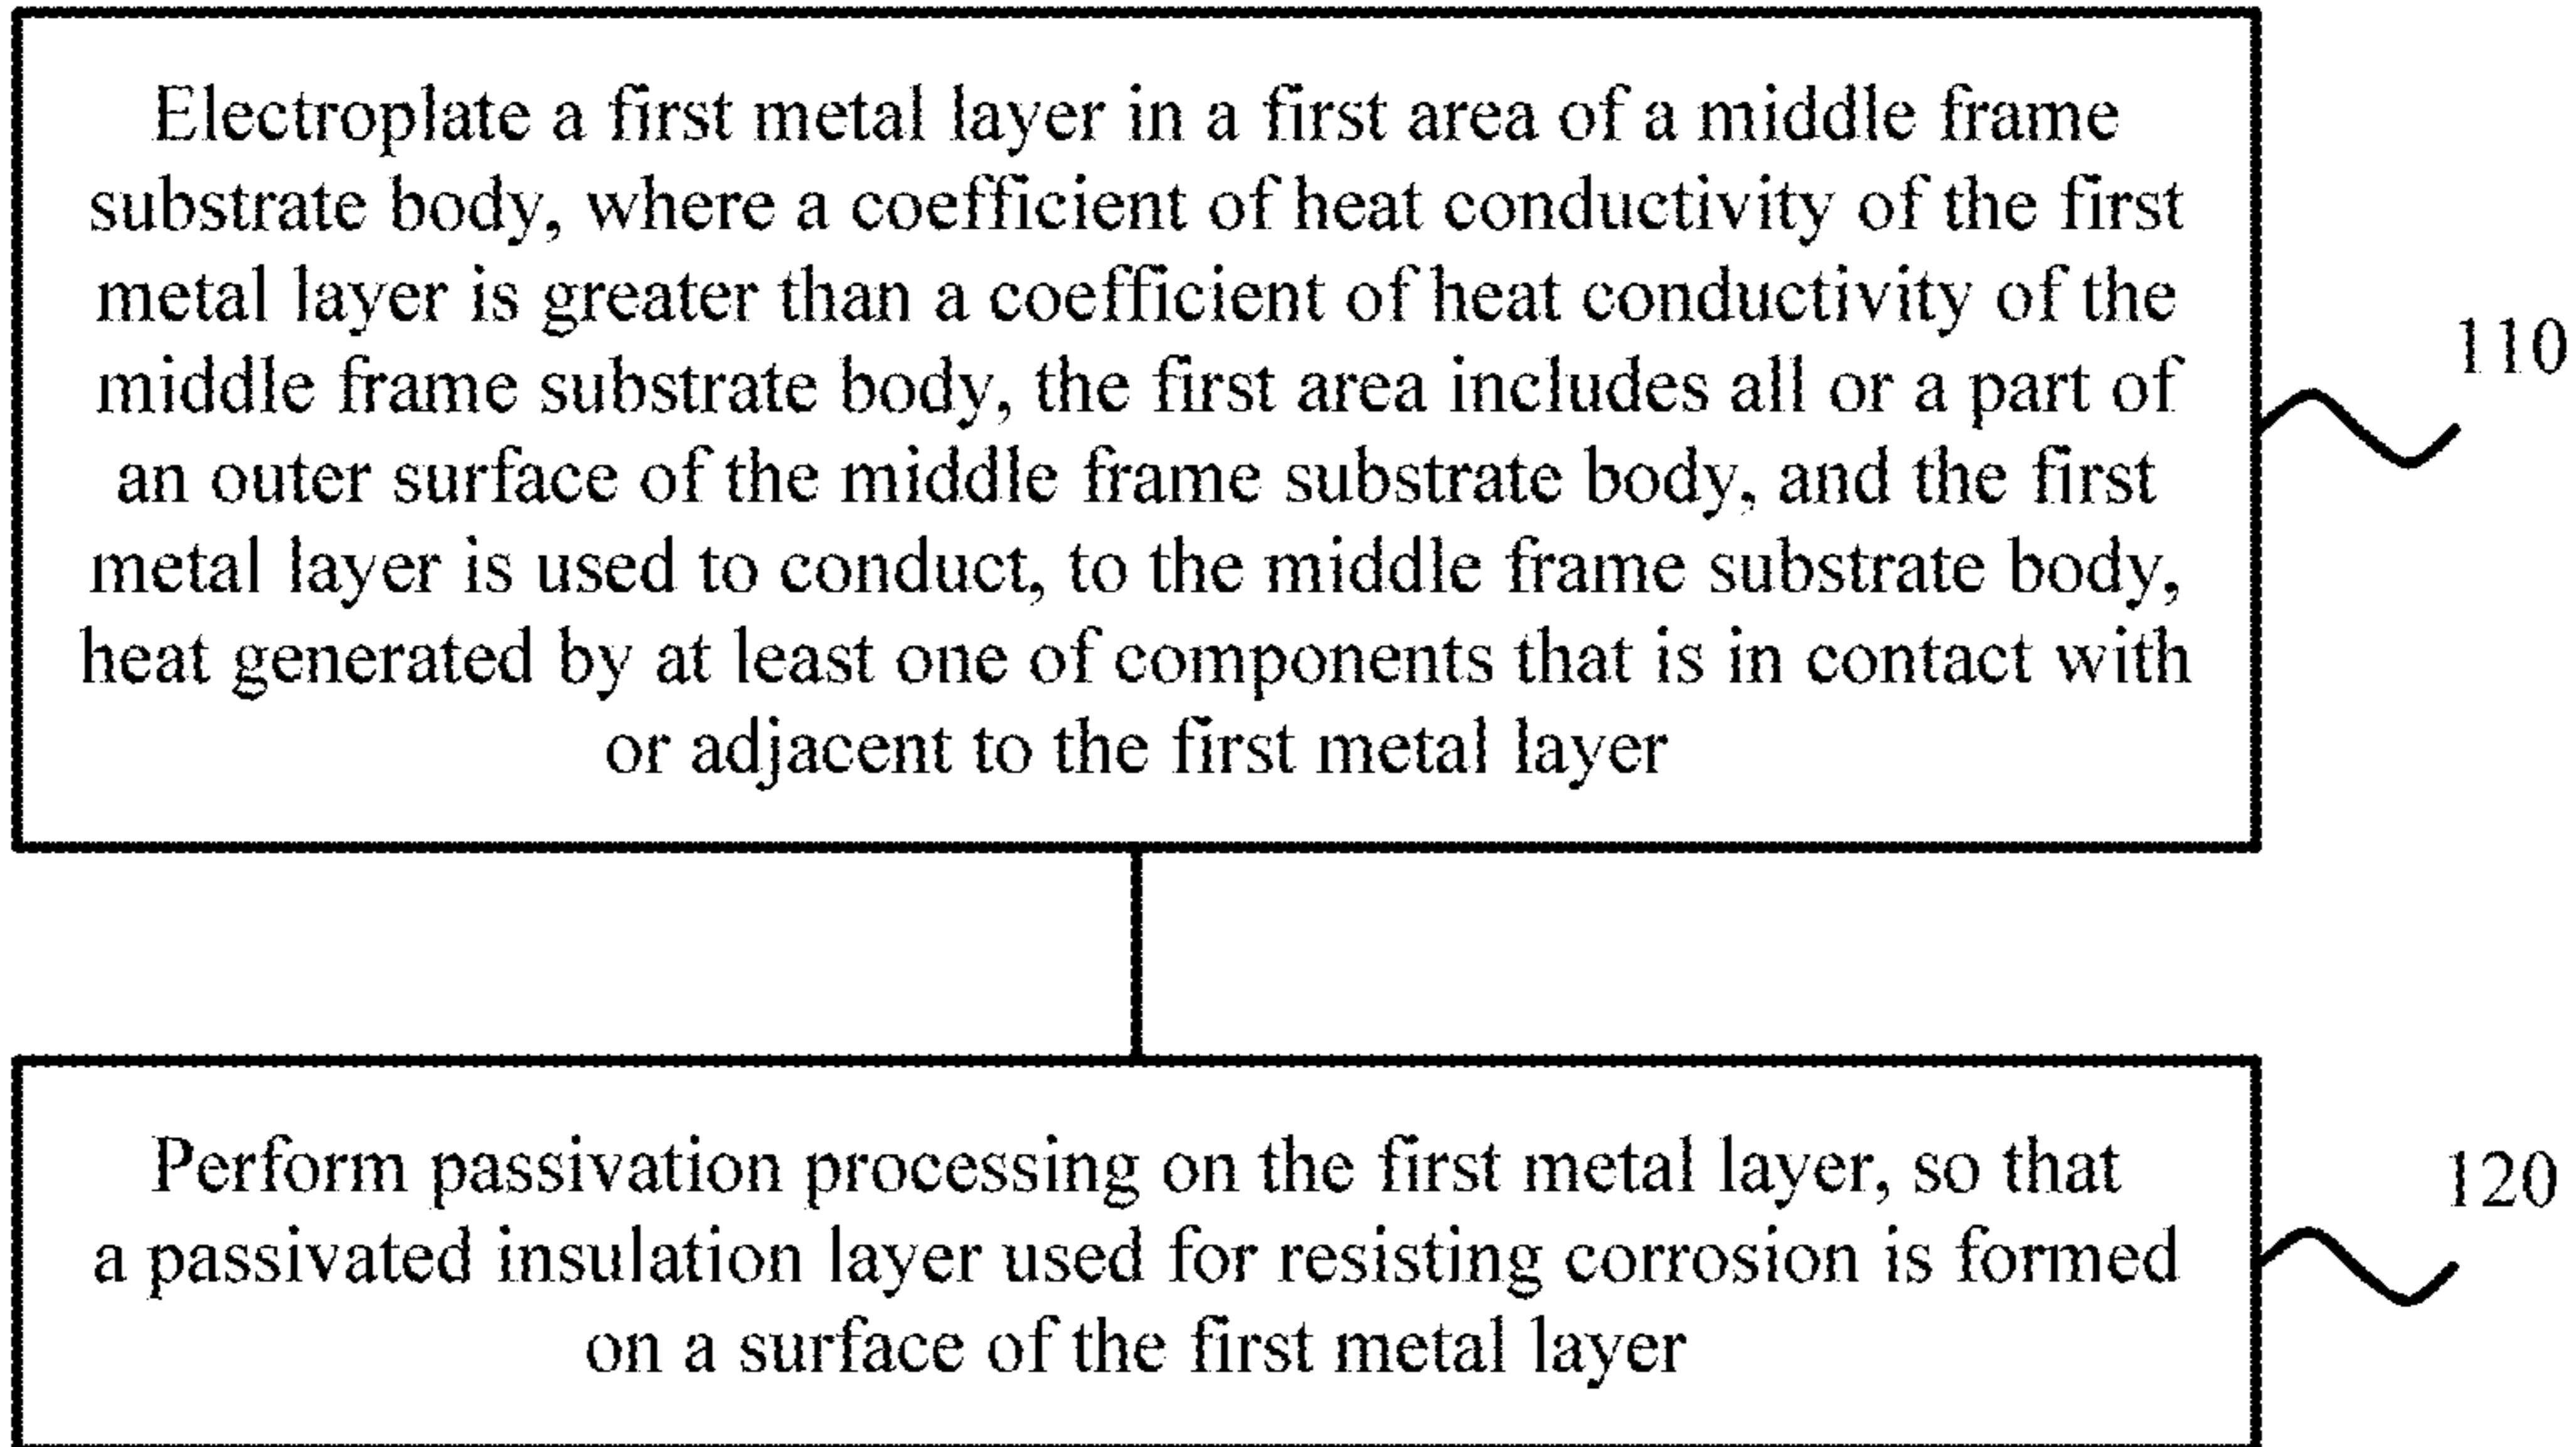 Electroplate a first metal layer in a first area of a middle frame
substrate body, where a coefficient of heat conductivity of the first
metal layer is greater than a coefficient of heat conductivity of the
middle frame substrate body, the first area includes all or a part of
an outer surface of the middle frame substrate body, and the first
metal layer is used to conduct, to the middle frame substrate body,
heat generated by at least one of components that is in contact with
or adjacent to the first metal layer
110
Perform passivation processing on the first metal layer, so that
a passivated insulation layer used for resisting corrosion is formed
on a surface of the first metal layer
120